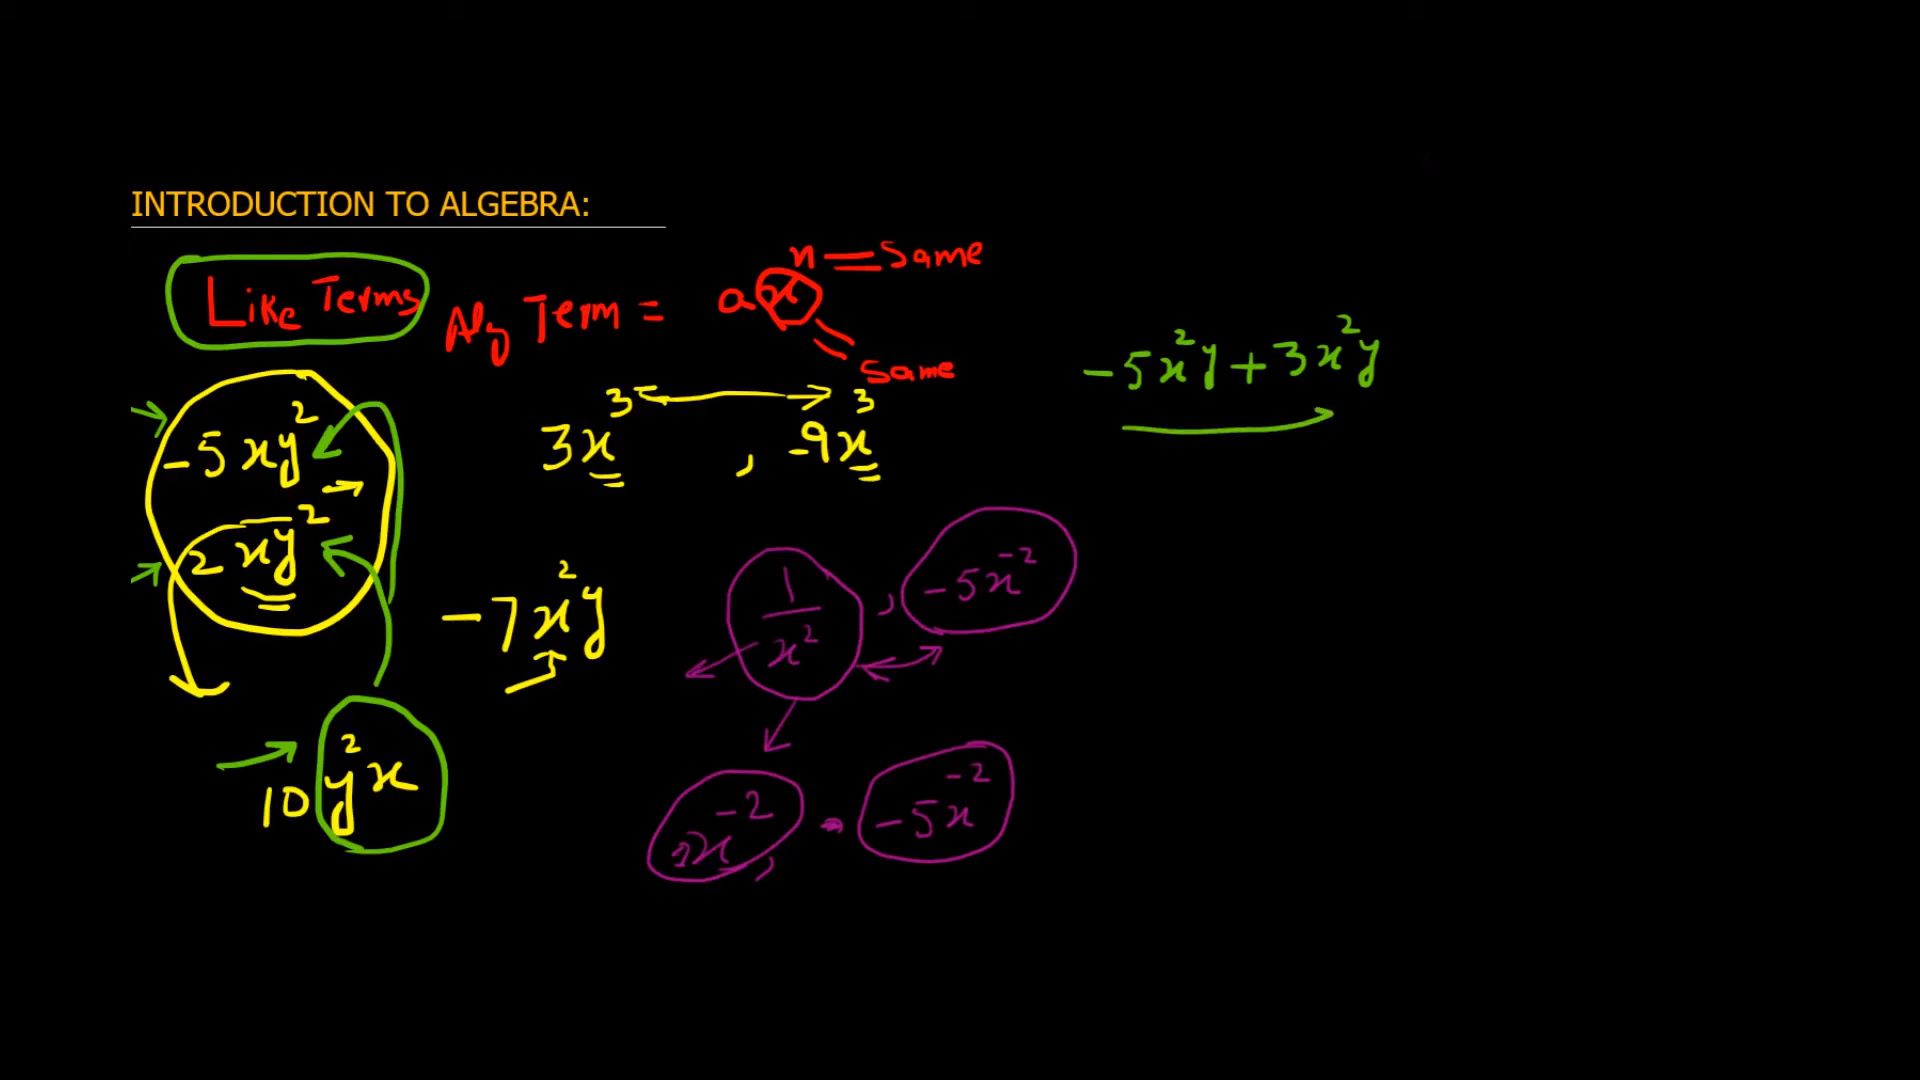 INTRODUCTION TO ALGEBRA:
Like Terms
Alg Term = a x^n = Same
Same
-5xy²
2xy²
10y²x
3x³ , -9x³
-7x²y
1/x² , -5x⁻²
x⁻² , -5x⁻²
-5x²y + 3x²y